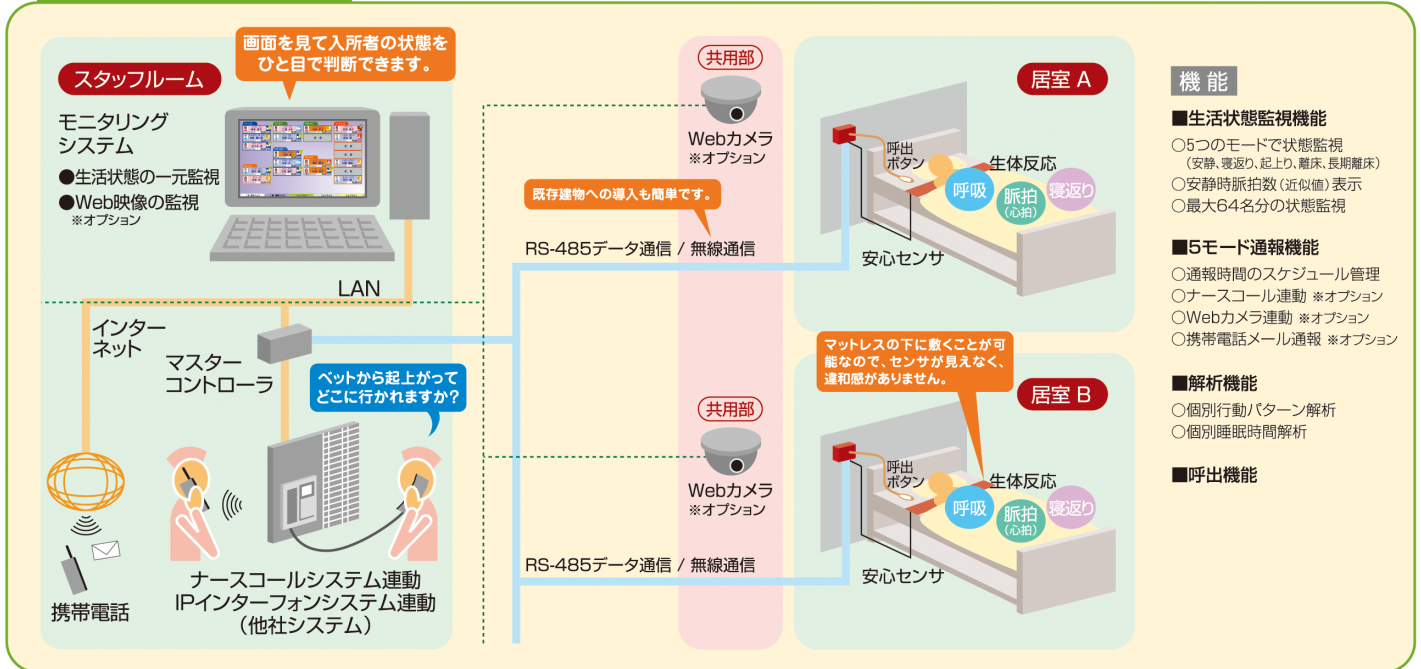 画面を見て入所者の状態を
ひと目で判断できます。
スタッフルーム
モニタリング
システム
●生活状態の一元監視
●Web映像の監視
※オプション
LAN
インター
ネット
マスター
コントローラ
ベットから起上がって
どこに行かれますか？
携帯電話
ナースコールシステム連動
IPインターフォンシステム連動
（他社システム）
共用部
Webカメラ
※オプション
既存建物への導入も簡単です。
RS-485データ通信 / 無線通信
共用部
Webカメラ
※オプション
RS-485データ通信 / 無線通信
居室 A
呼出
ボタン
生体反応
呼吸
脈拍
（心拍）
寝返り
安心センサ
マットレスの下に敷くことが可
能なので、センサが見えなく、
違和感がありません。
居室 B
呼出
ボタン
生体反応
呼吸
脈拍
（心拍）
寝返り
安心センサ
機 能
■生活状態監視機能
○5つのモードで状態監視
（安静、寝返り、起上り、離床、長期離床）
○安静時脈拍数（近似値）表示
○最大64名分の状態監視
■5モード通報機能
○通報時間のスケジュール管理
○ナースコール連動 ※オプション
○Webカメラ連動 ※オプション
○携帯電話メール通報 ※オプション
■解析機能
○個別行動パターン解析
○個別睡眠時間解析
■呼出機能